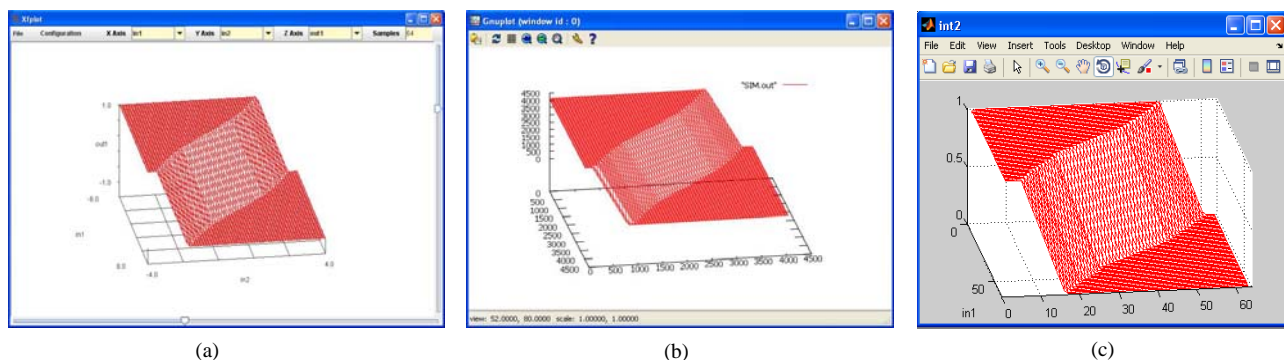 Xfplot
File Configuration X Axis in1 Y Axis in2 Z Axis out1 Samples 64
1.0
out1
-1.0
-8.0
in1
8.0
-4.0
in2
4.0
(a)
Gnuplot (window id : 0)
"SIM.out"
4500
4000
3500
3000
2500
2000
1500
1000
500
0
0
500
1000
1500
2000
2500
3000
3500
4000
4500
0 500 1000 1500 2000 2500 3000 3500 4000 4500
view: 52.0000, 80.0000 scale: 1.00000, 1.00000
(b)
int2
File Edit View Insert Tools Desktop Window Help
1
0.5
0
0
50
in1
0 10 20 30 40 50 60
(c)